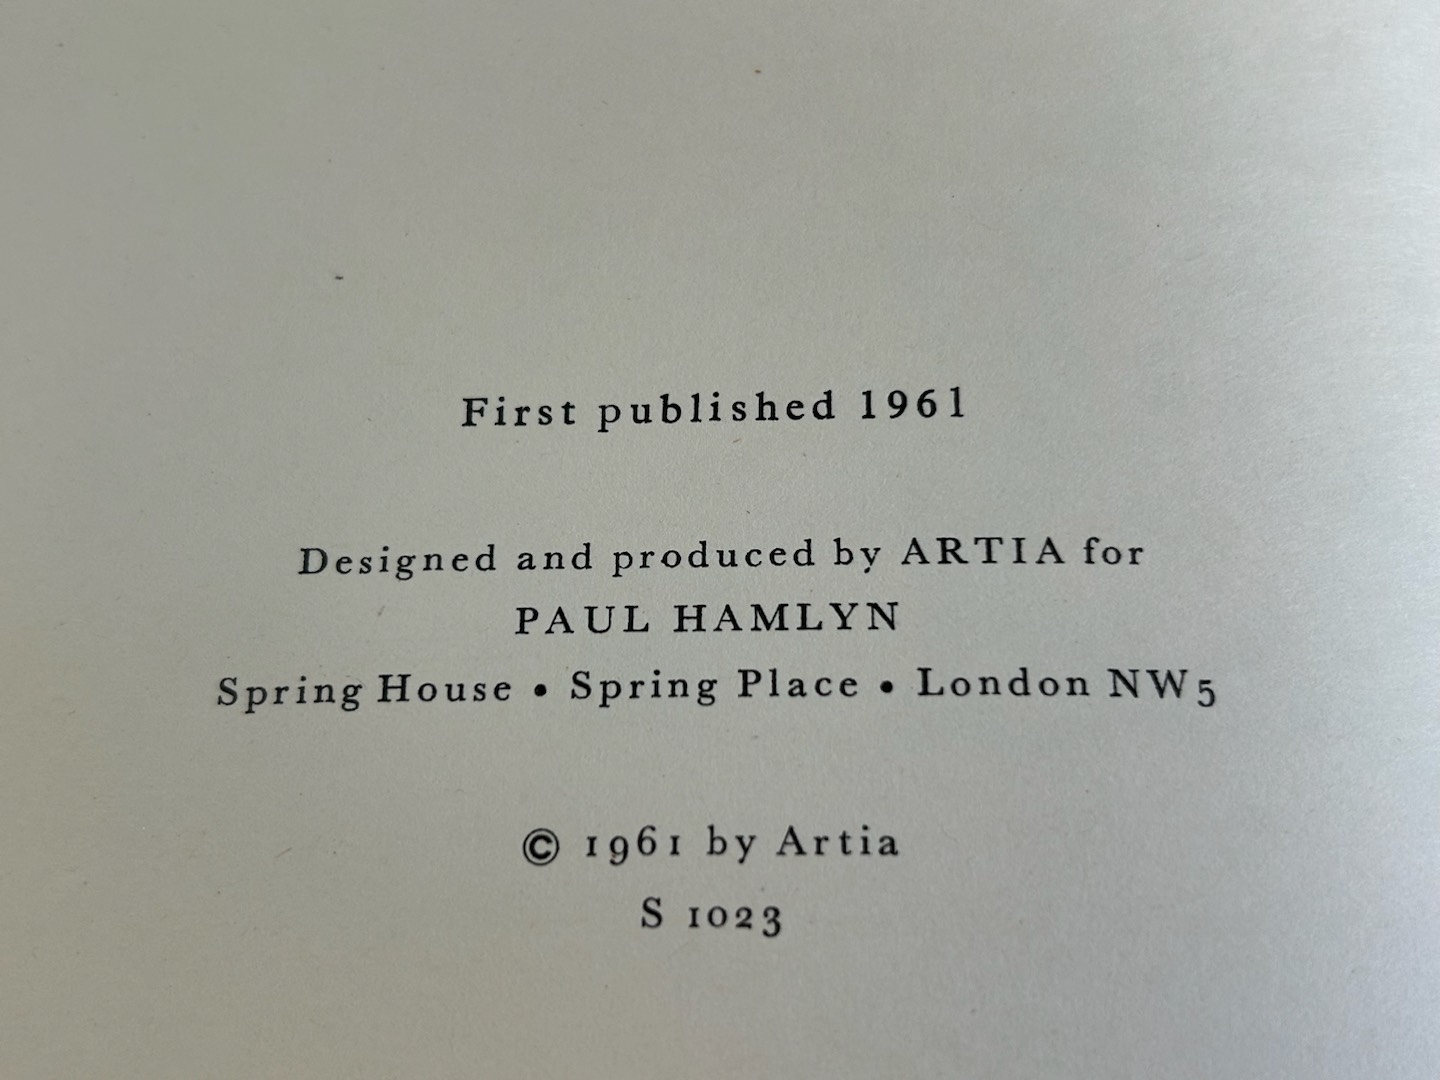 First published 1961
Designed and produced by ARTIA for
PAUL HAMLYN
Spring House • Spring Place • London NW5
© 1961 by Artia
S 1023